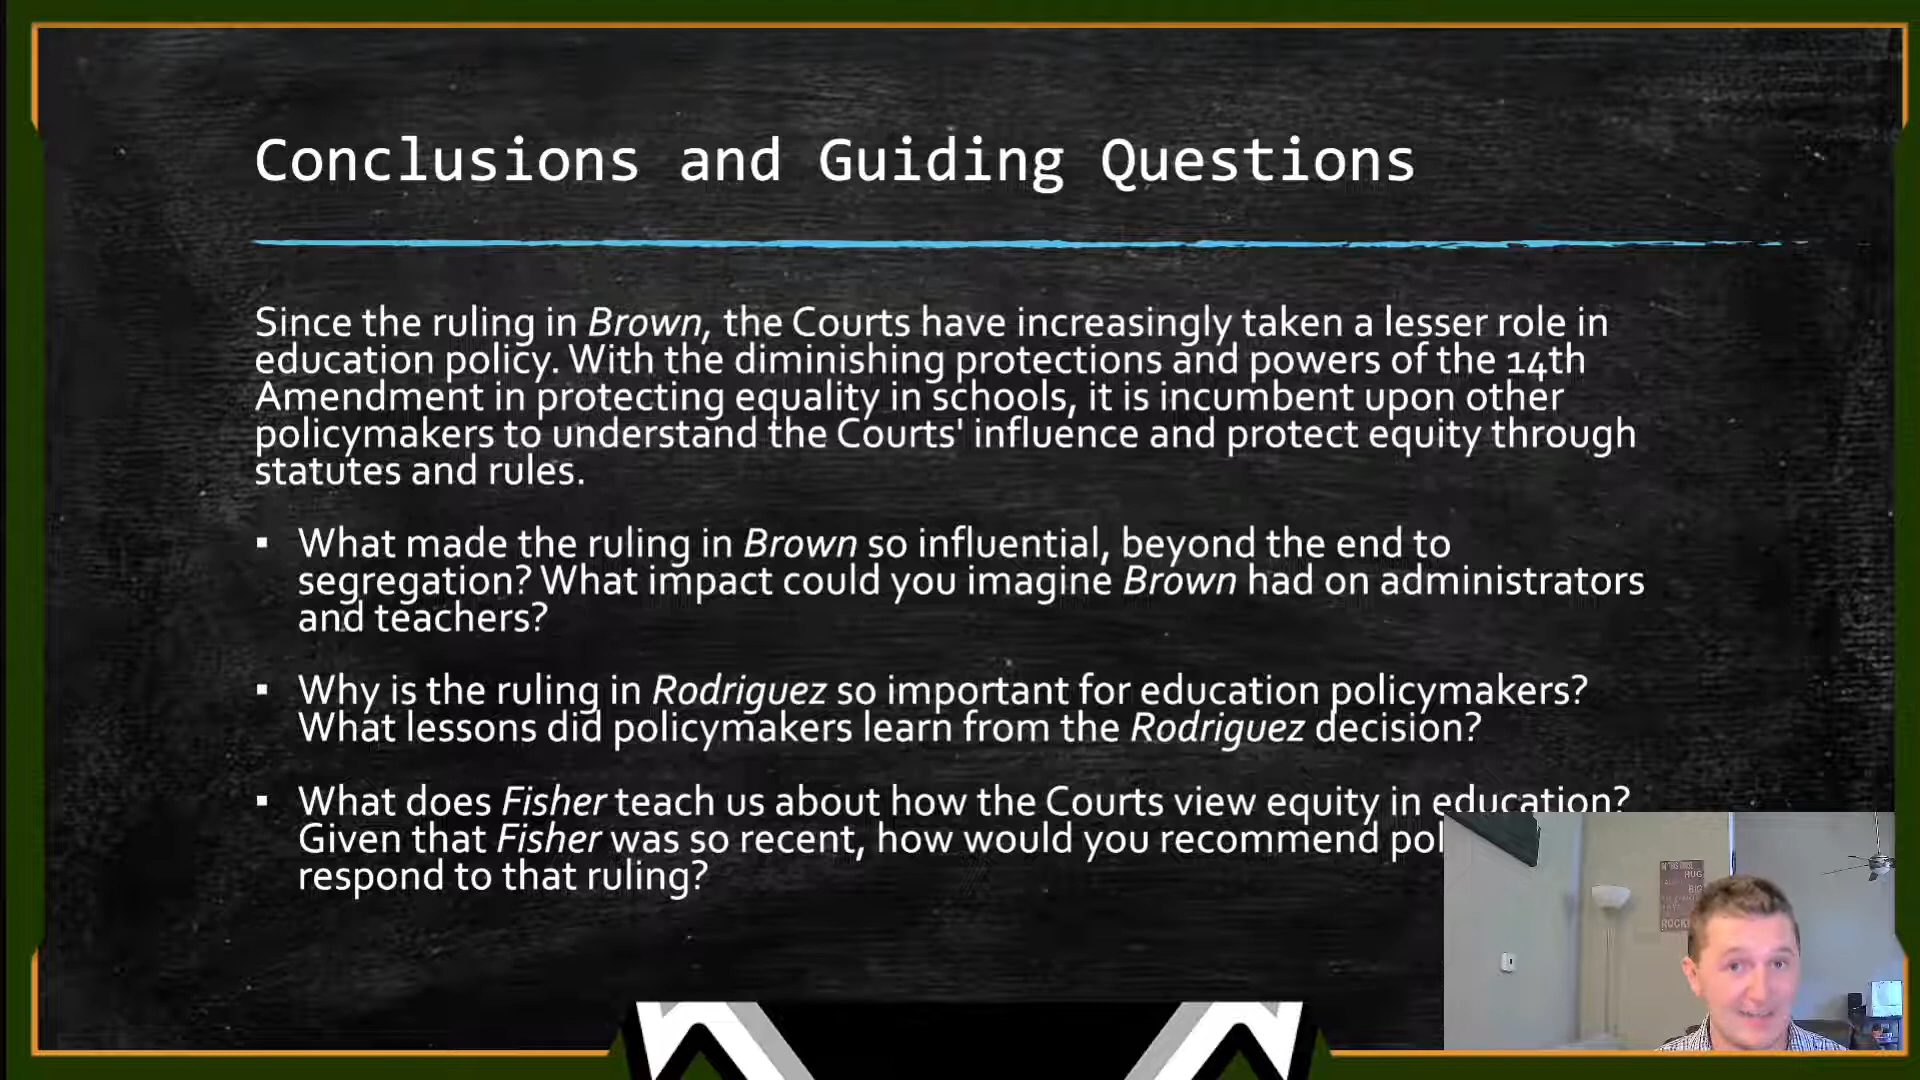 Conclusions and Guiding Questions
Since the ruling in Brown, the Courts have increasingly taken a lesser role in
education policy. With the diminishing protections and powers of the 14th
Amendment in protecting equality in schools, it is incumbent upon other
policymakers to understand the Courts' influence and protect equity through
statutes and rules.
▪ What made the ruling in Brown so influential, beyond the end to
segregation? What impact could you imagine Brown had on administrators
and teachers?
▪ Why is the ruling in Rodriguez so important for education policymakers?
What lessons did policymakers learn from the Rodriguez decision?
▪ What does Fisher teach us about how the Courts view equity in education?
Given that Fisher was so recent, how would you recommend pol
respond to that ruling?
HUG
BIG
ROCK